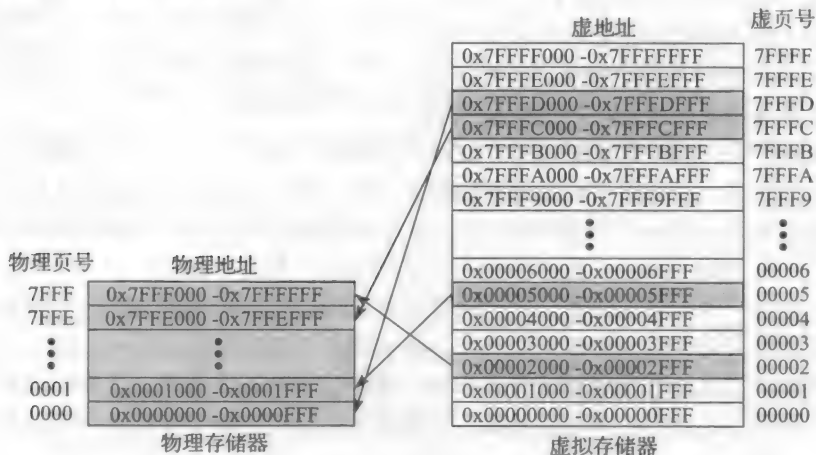 虚地址 虚页号
0x7FFFF000 -0x7FFFFFFF 7FFFF
0x7FFFE000 -0x7FFFEFFF 7FFFE
0x7FFFD000 -0x7FFFDFFF 7FFFD
0x7FFFC000 -0x7FFFCFFF 7FFFC
0x7FFFB000 -0x7FFFBFFF 7FFFB
0x7FFFA000 -0x7FFFAFFF 7FFFA
0x7FFF9000 -0x7FFF9FFF 7FFF9
物理页号 物理地址
0x00006000 -0x00006FFF 00006
7FFF 0x7FFF000 -0x7FFFFFF 0x00005000 -0x00005FFF 00005
7FFE 0x7FFE000 -0x7FFEFFF 0x00004000 -0x00004FFF 00004
0x00003000 -0x00003FFF 00003
0x00002000 -0x00002FFF 00002
0001 0x0001000 -0x0001FFF 0x00001000 -0x00001FFF 00001
0000 0x0000000 -0x0000FFF 0x00000000 -0x00000FFF 00000
物理存储器 虚拟存储器